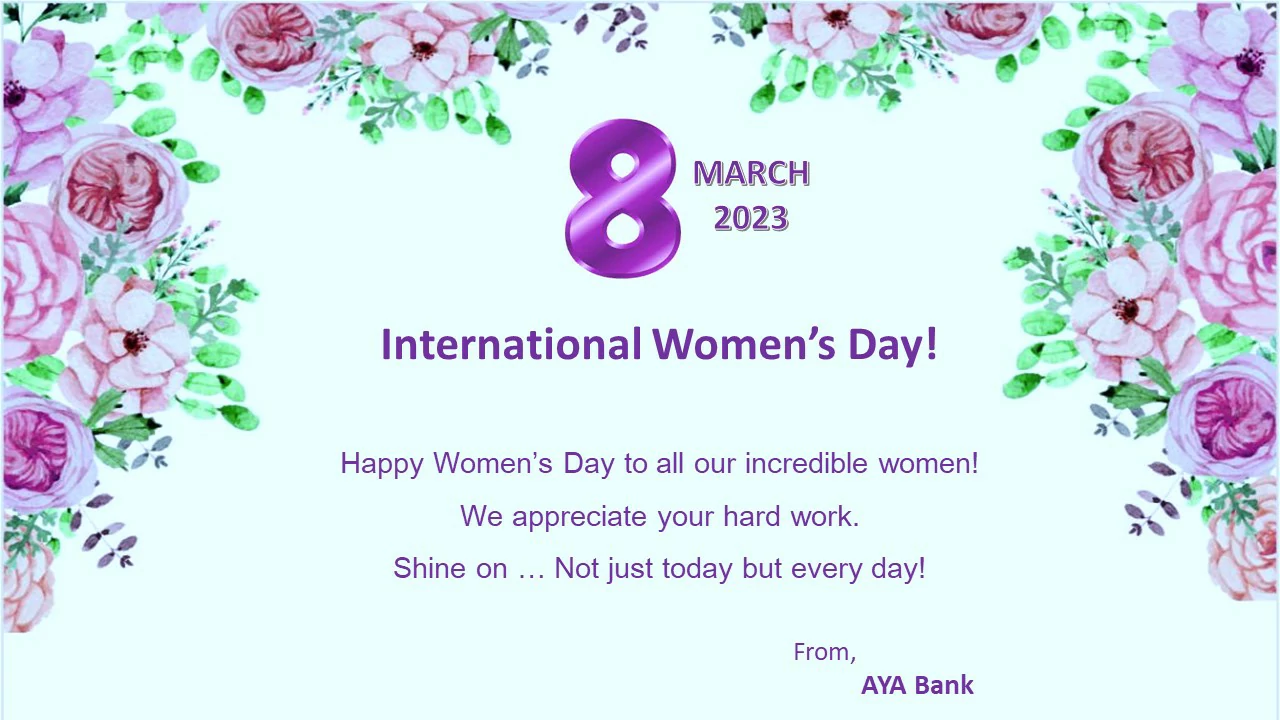 8 MARCH
2023
International Women’s Day!
Happy Women’s Day to all our incredible women!
We appreciate your hard work.
Shine on … Not just today but every day!
From,
AYA Bank